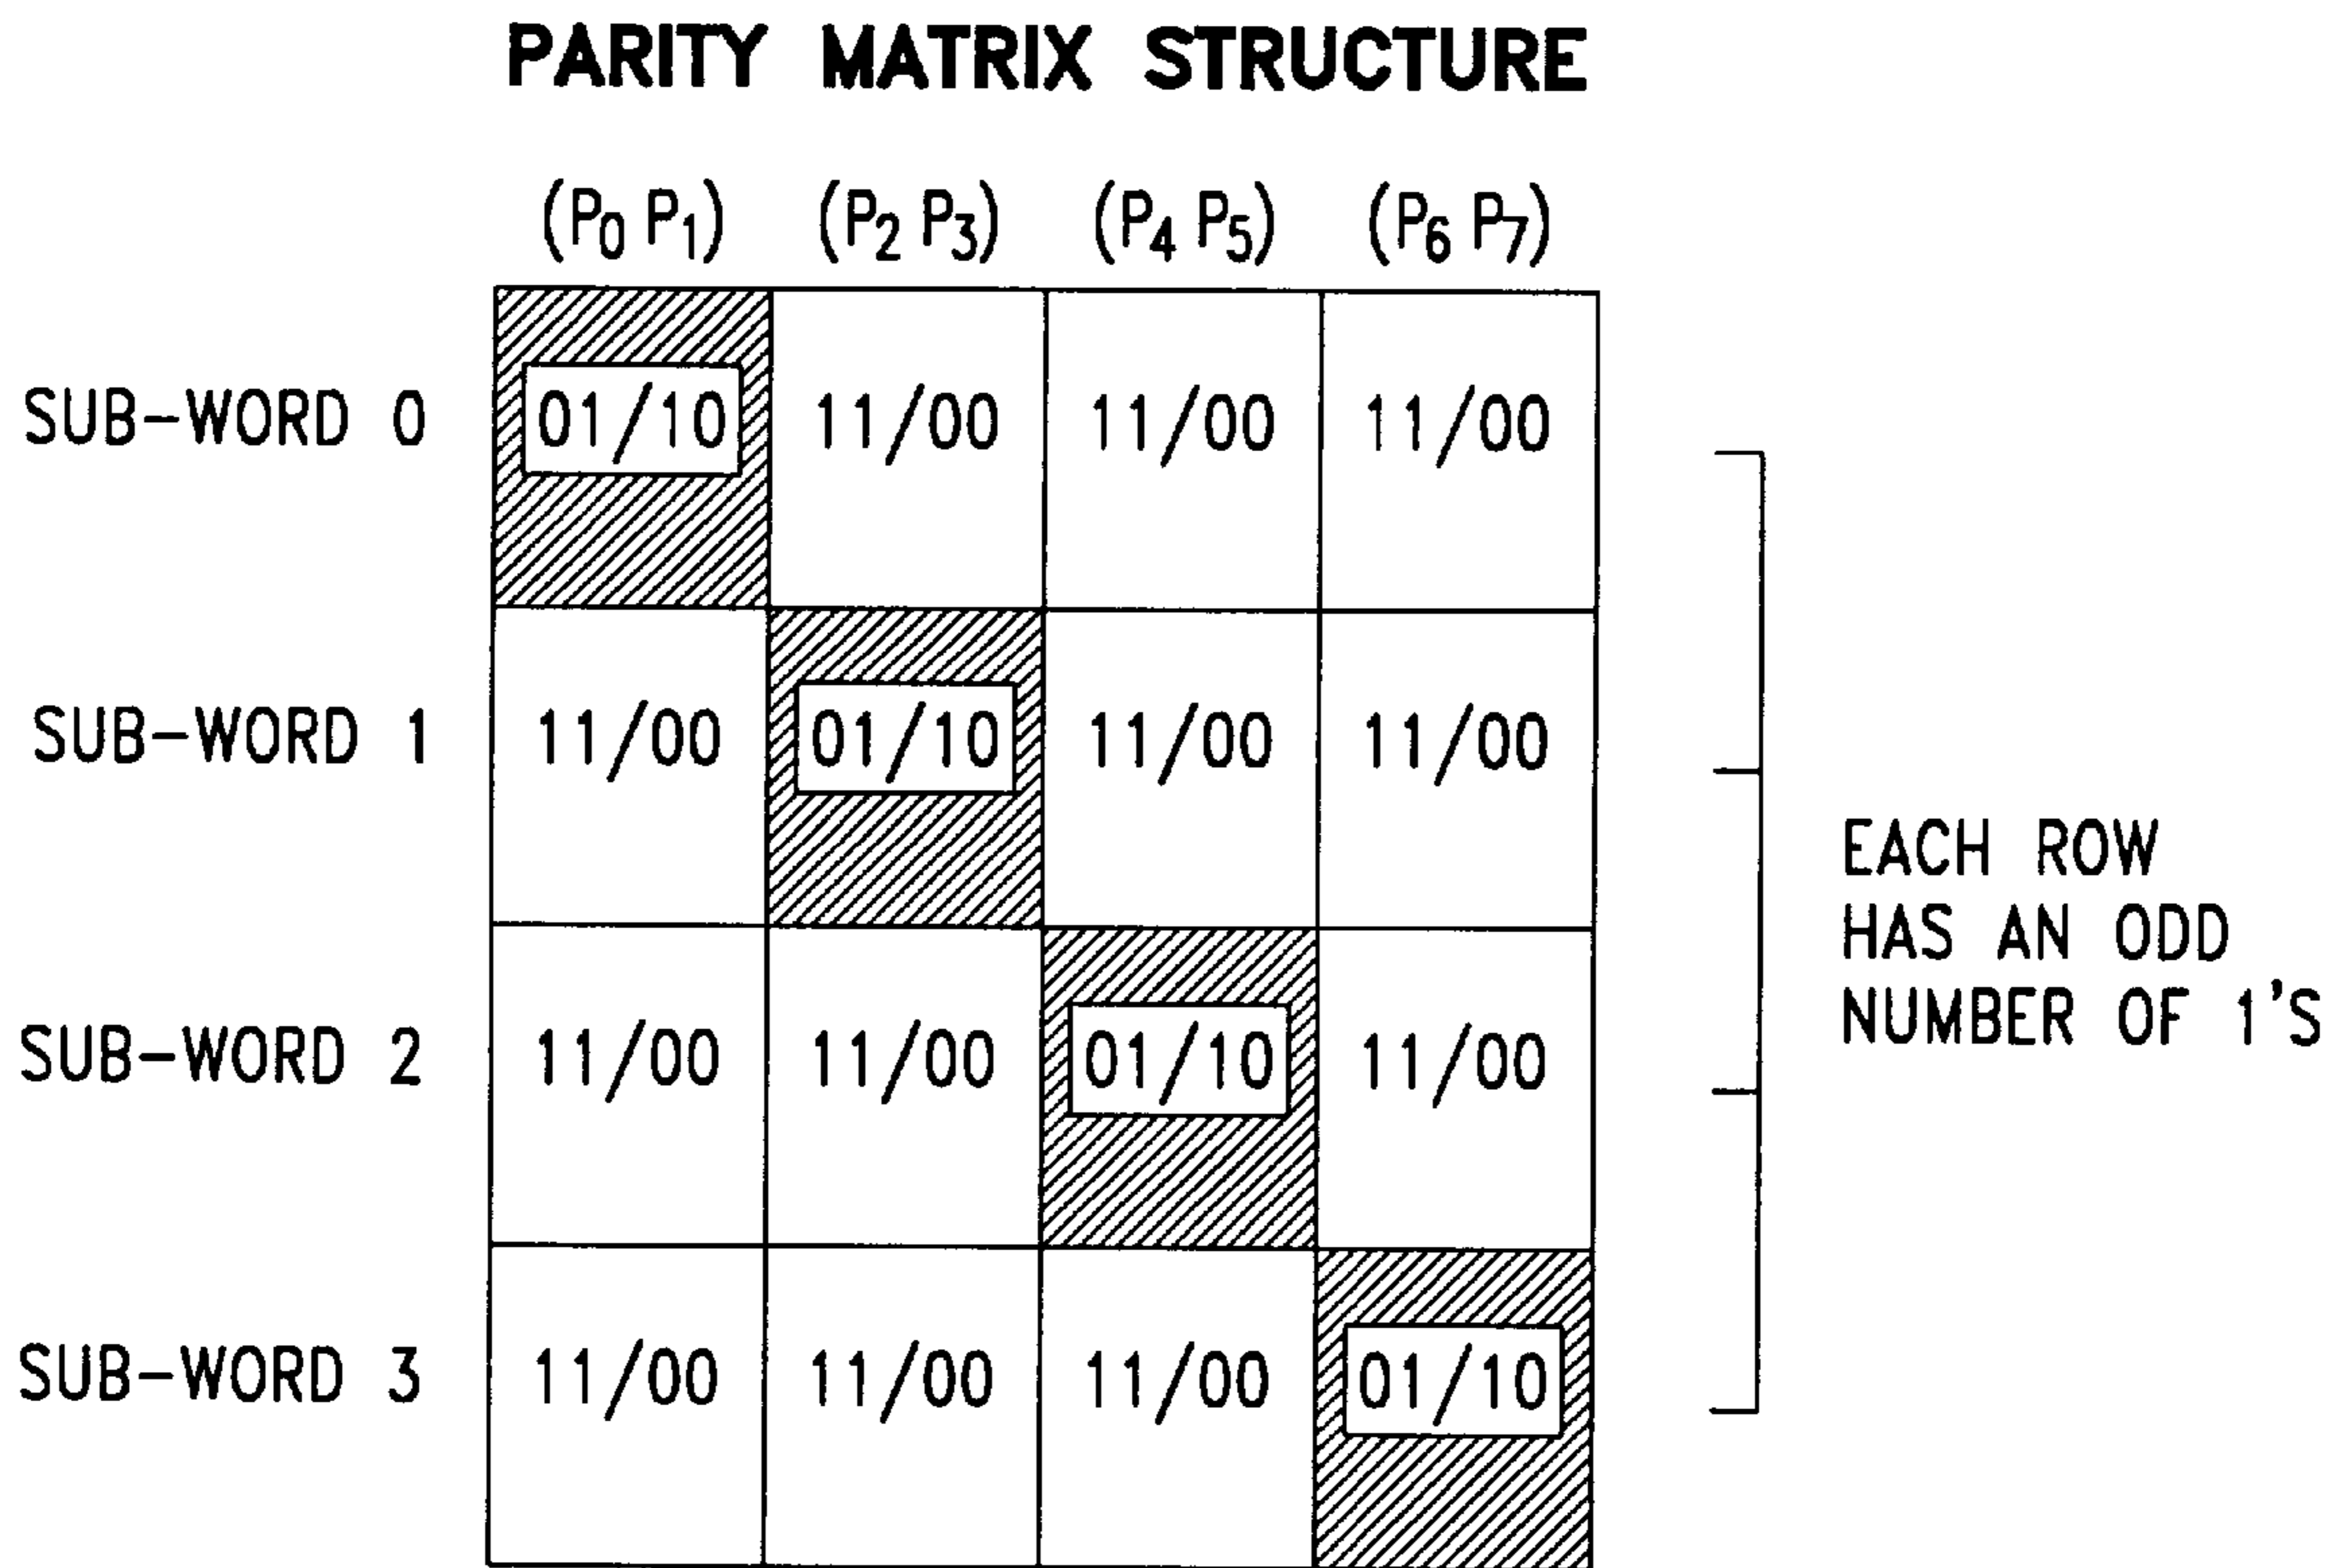 PARITY MATRIX STRUCTURE
(P₀ P₁) (P₂ P₃) (P₄ P₅) (P₆ P₇)
SUB-WORD 0 01/10 11/00 11/00 11/00
SUB-WORD 1 11/00 01/10 11/00 11/00
EACH ROW
HAS AN ODD
NUMBER OF 1'S
SUB-WORD 2 11/00 11/00 01/10 11/00
SUB-WORD 3 11/00 11/00 11/00 01/10